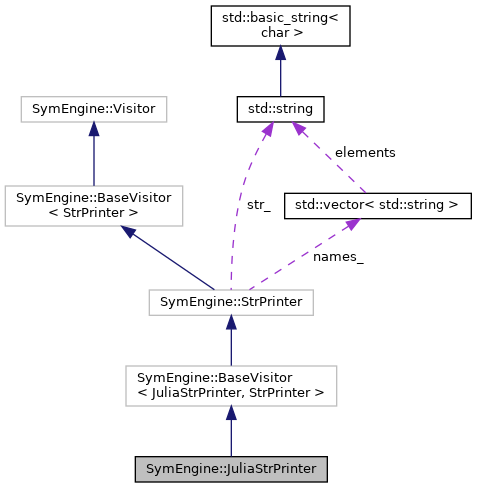 std::basic_string<
char >
SymEngine::Visitor
std::string
elements
SymEngine::BaseVisitor
< StrPrinter >
str_
std::vector< std::string >
names_
SymEngine::StrPrinter
SymEngine::BaseVisitor
< JuliaStrPrinter, StrPrinter >
SymEngine::JuliaStrPrinter